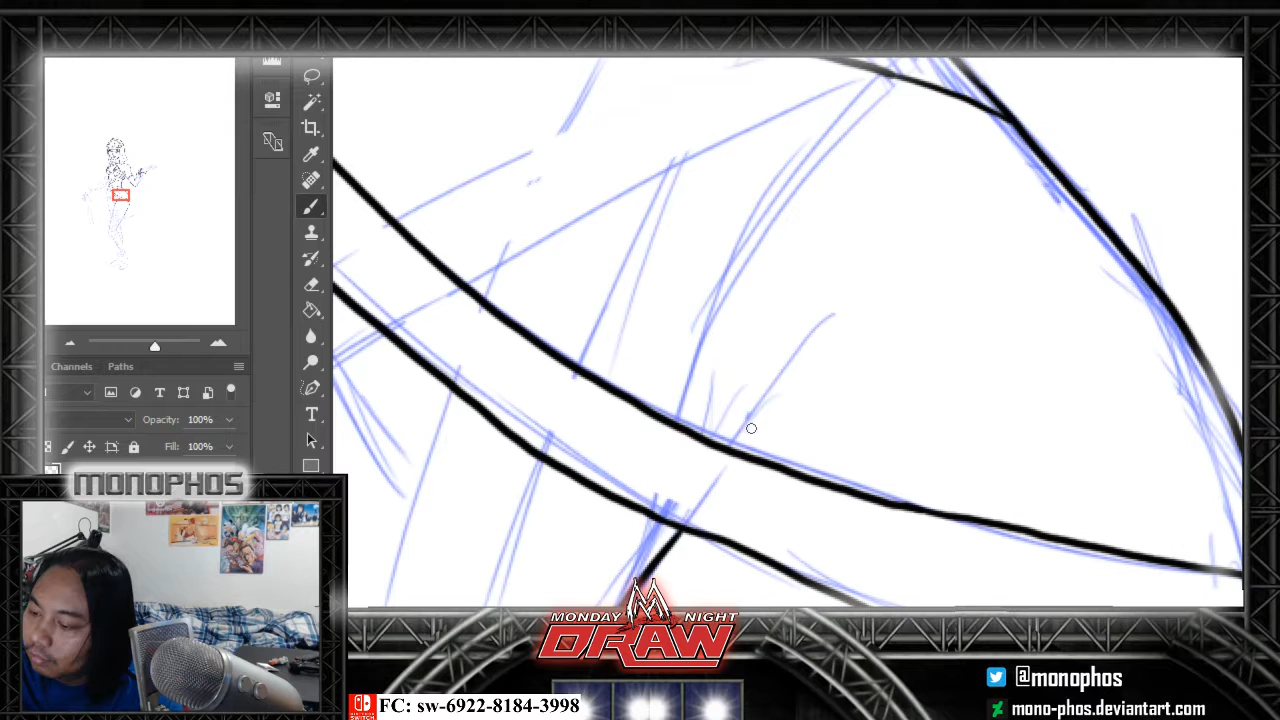 Channels Paths
Opacity: 100%
Fill: 100%
MONOPHOS
MONDAY NIGHT
DRAW
FC: sw-6922-8184-3998
@monophos
mono-phos.deviantart.com